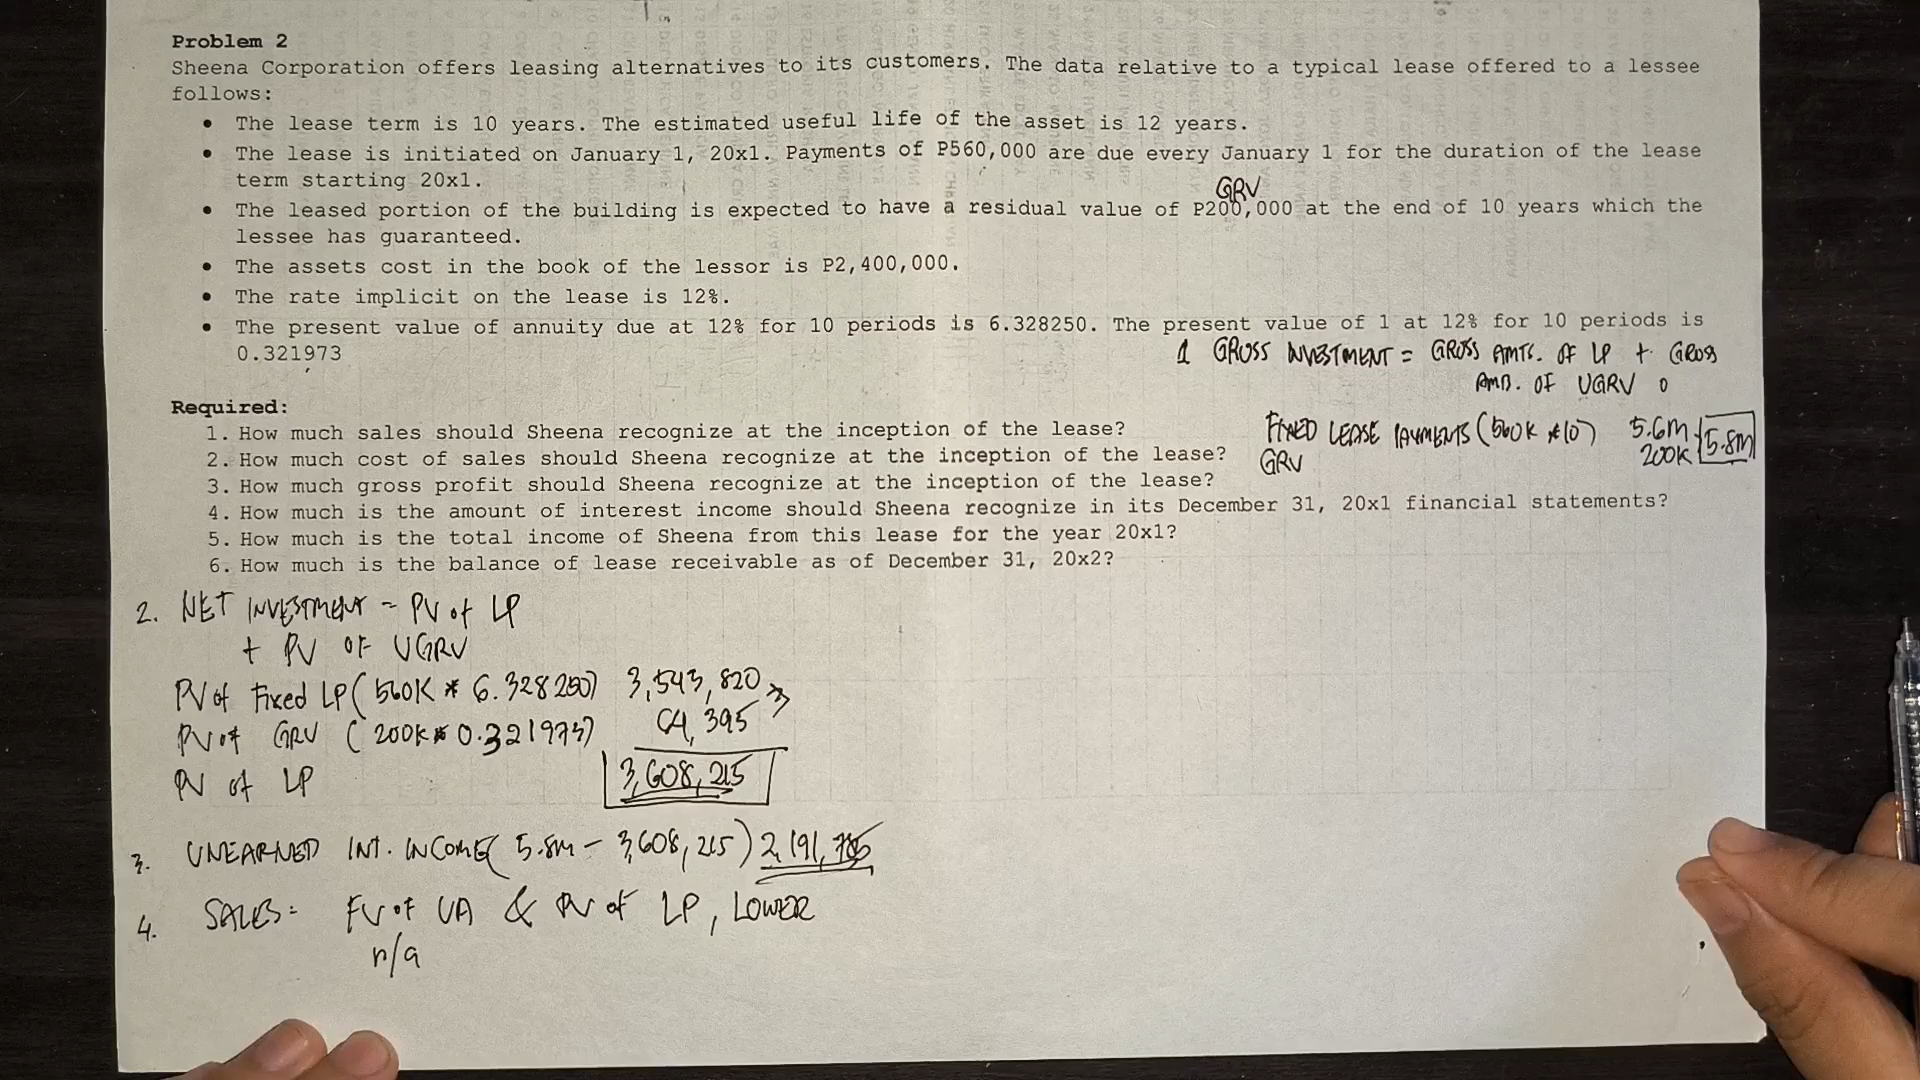 Problem 2
Sheena Corporation offers leasing alternatives to its customers. The data relative to a typical lease offered to a lessee
follows:
• The lease term is 10 years. The estimated useful life of the asset is 12 years.
• The lease is initiated on January 1, 20x1. Payments of P560,000 are due every January 1 for the duration of the lease
term starting 20x1.
GRV
• The leased portion of the building is expected to have a residual value of P200,000 at the end of 10 years which the
lessee has guaranteed.
• The assets cost in the book of the lessor is P2,400,000.
• The rate implicit on the lease is 12%.
• The present value of annuity due at 12% for 10 periods is 6.328250. The present value of 1 at 12% for 10 periods is
0.321973
1 GROSS INVESTMENT = GROSS AMTS. OF LP + GROSS
AMD. OF UGRV 0
Required:
1. How much sales should Sheena recognize at the inception of the lease?
2. How much cost of sales should Sheena recognize at the inception of the lease?
3. How much gross profit should Sheena recognize at the inception of the lease?
4. How much is the amount of interest income should Sheena recognize in its December 31, 20x1 financial statements?
5. How much is the total income of Sheena from this lease for the year 20x1?
6. How much is the balance of lease receivable as of December 31, 20x2?
FIXED LEASE PAYMENTS (560K * 10) 5.6m
GRV 200K 5.8m
2. NET INVESTMENT = PV of LP
+ PV OF UGRV
PV of Fixed LP (560K * 6.328250) 3,543,820
PV of GRV (200K * 0.321973) 64,395
PV of LP 3,608,215
3. UNEARNED INT. INCOME (5.8m - 3,608,215) 2,191,785
4. SALES = FV of UA & PV of LP, LOWER
n/a